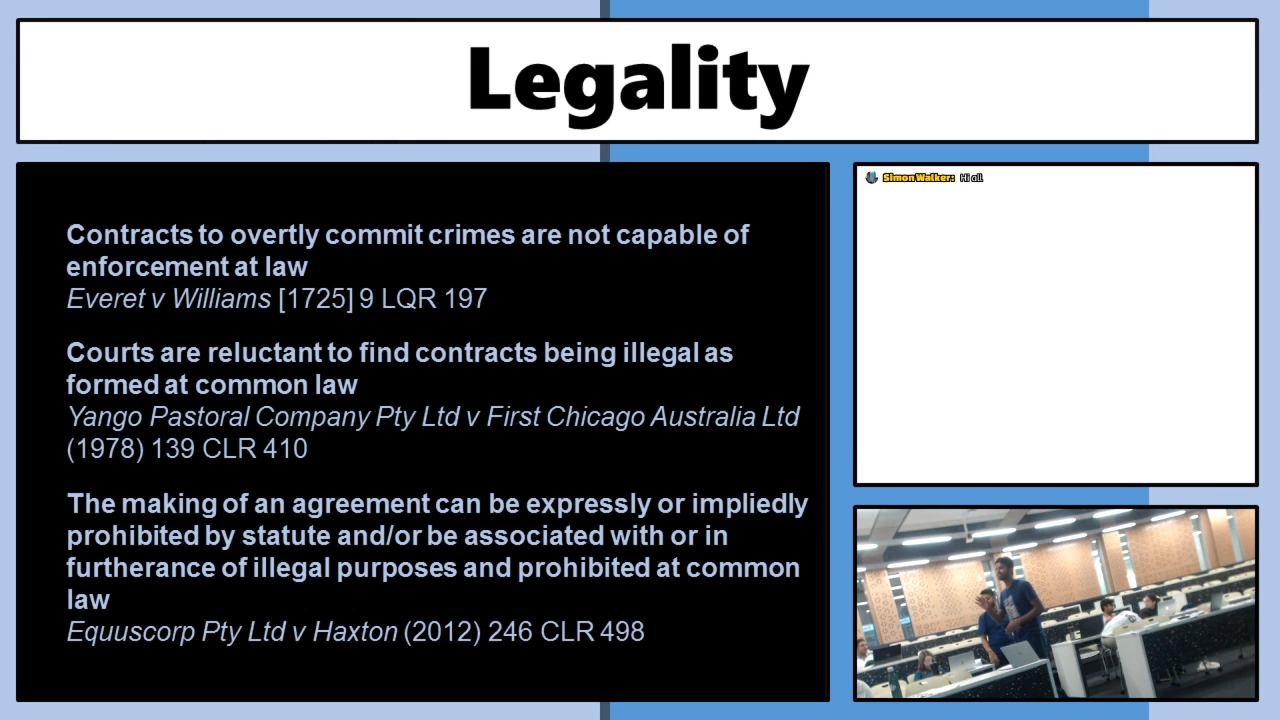 Legality
Contracts to overtly commit crimes are not capable of
enforcement at law
Everet v Williams [1725] 9 LQR 197
Courts are reluctant to find contracts being illegal as
formed at common law
Yango Pastoral Company Pty Ltd v First Chicago Australia Ltd
(1978) 139 CLR 410
The making of an agreement can be expressly or impliedly
prohibited by statute and/or be associated with or in
furtherance of illegal purposes and prohibited at common
law
Equuscorp Pty Ltd v Haxton (2012) 246 CLR 498
Simon Walker: Hi all